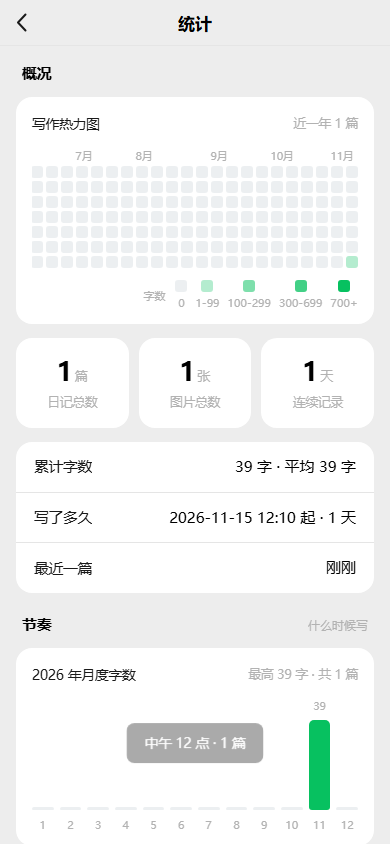 统计
概况
写作热力图 近一年 1 篇
7月 8月 9月 10月 11月
字数 0 1-99 100-299 300-699 700+
1 篇 1 张 1 天
日记总数 图片总数 连续记录
累计字数 39 字 · 平均 39 字
写了多久 2026-11-15 12:10 起 · 1 天
最近一篇 刚刚
节奏 什么时候写
2026 年月度字数 最高 39 字 · 共 1 篇
39
中午 12 点 · 1 篇
1 2 3 4 5 6 7 8 9 10 11 12